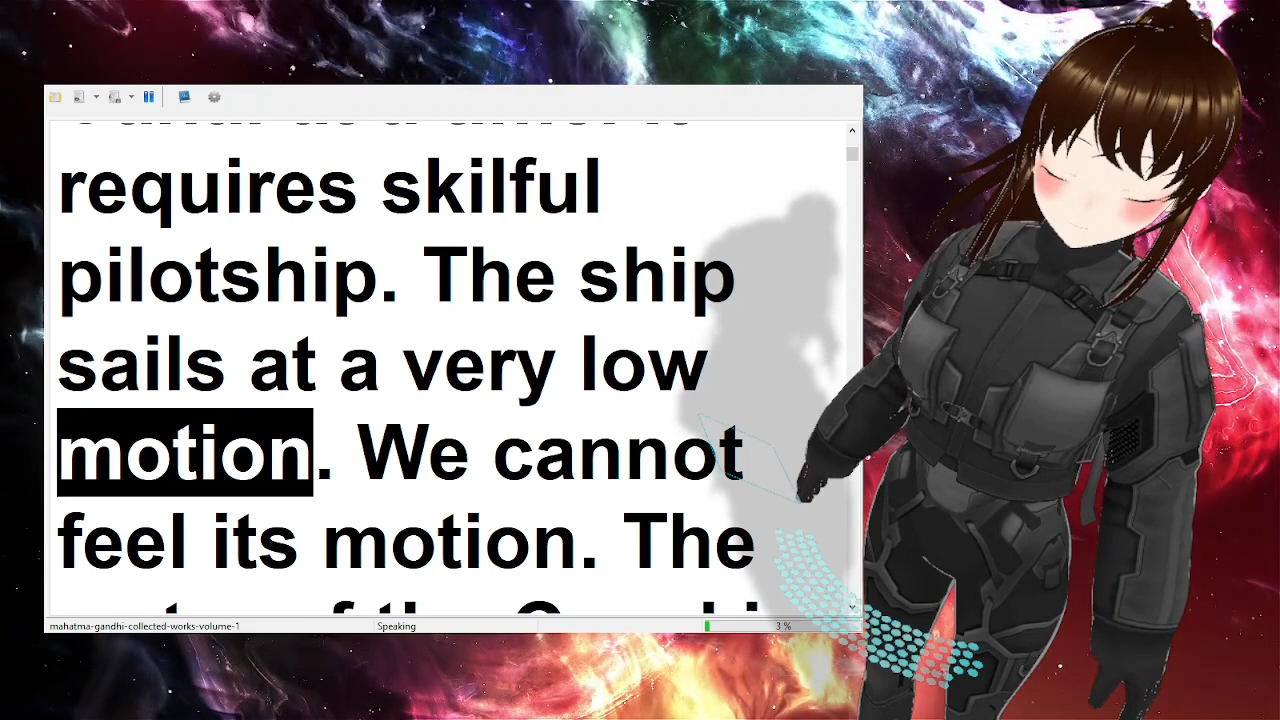 requires skilful
pilotship. The ship
sails at a very low
motion. We cannot
feel its motion. The
mahatma-gandhi-collected-works-volume-1 Speaking 3 %